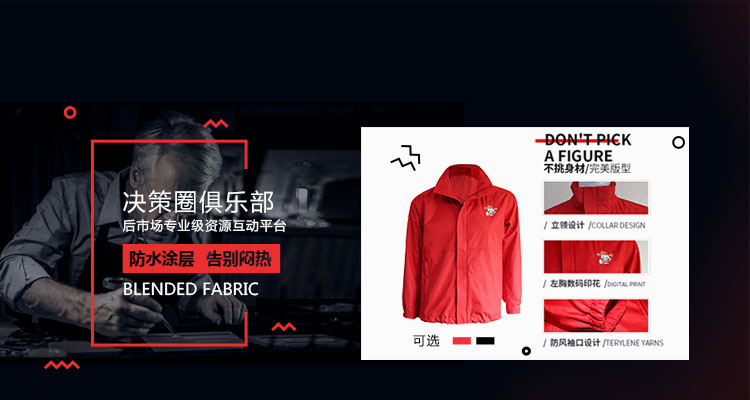 决策圈俱乐部
后市场专业级资源互动平台
防水涂层 告别闷热
BLENDED FABRIC
DON'T PICK
A FIGURE
不挑身材/完美版型
/ 立领设计 /COLLAR DESIGN
/ 左胸数码印花 /DIGITAL PRINT
/ 防风袖口设计 /TERYLENE YARNS
可选